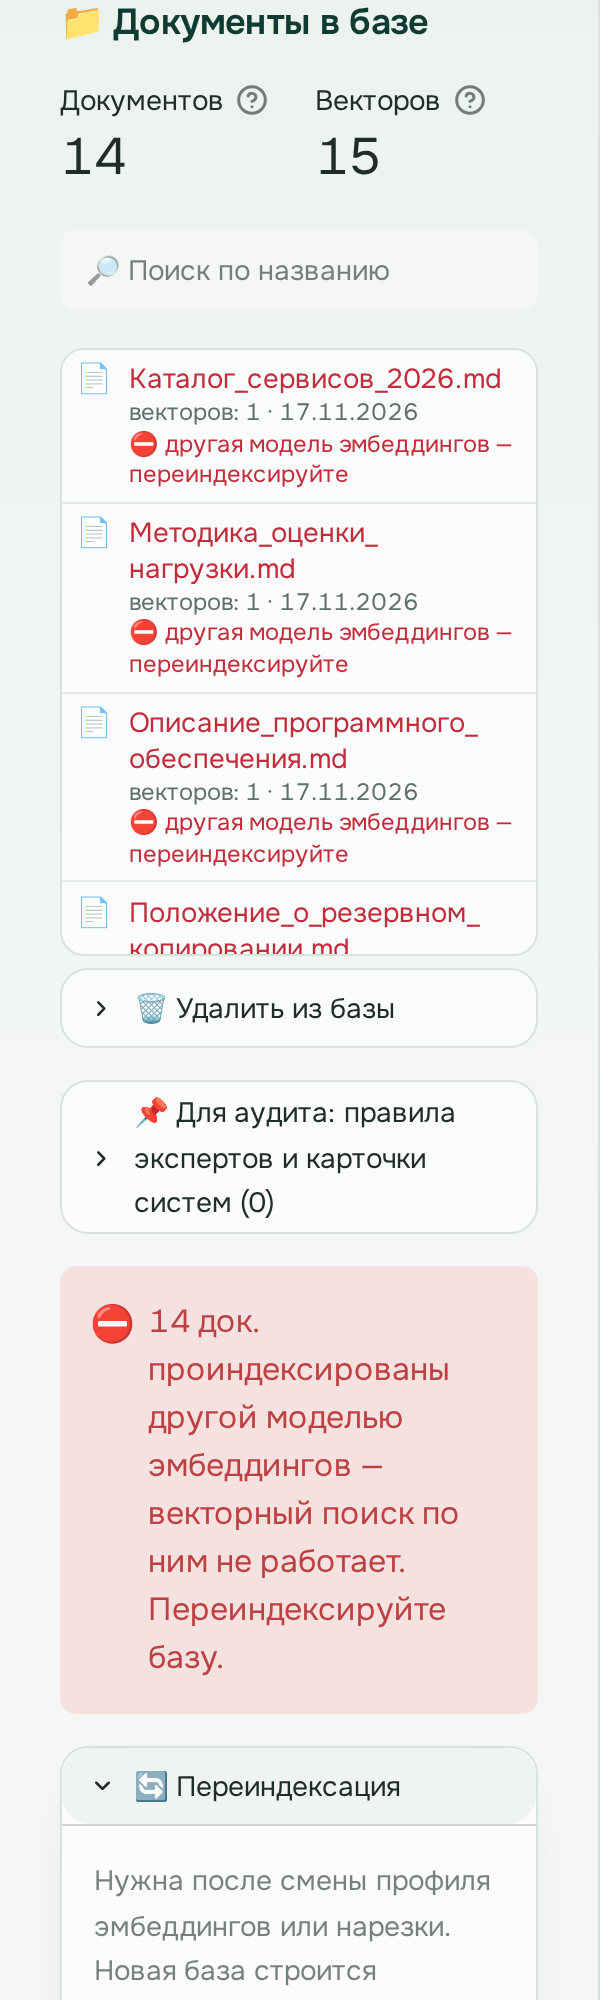 📁 Документы в базе
Документов
Векторов
14
15
🔎 Поиск по названию
Каталог_сервисов_2026.md
векторов: 1 · 17.11.2026
⛔ другая модель эмбеддингов —
переиндексируйте
Методика_оценки_
нагрузки.md
векторов: 1 · 17.11.2026
⛔ другая модель эмбеддингов —
переиндексируйте
Описание_программного_
обеспечения.md
векторов: 1 · 17.11.2026
⛔ другая модель эмбеддингов —
переиндексируйте
Положение_о_резервном_
копировании.md
🗑️ Удалить из базы
📌 Для аудита: правила
экспертов и карточки
систем (0)
⛔ 14 док.
проиндексированы
другой моделью
эмбеддингов —
векторный поиск по
ним не работает.
Переиндексируйте
базу.
🔄 Переиндексация
Нужна после смены профиля
эмбеддингов или нарезки.
Новая база строится